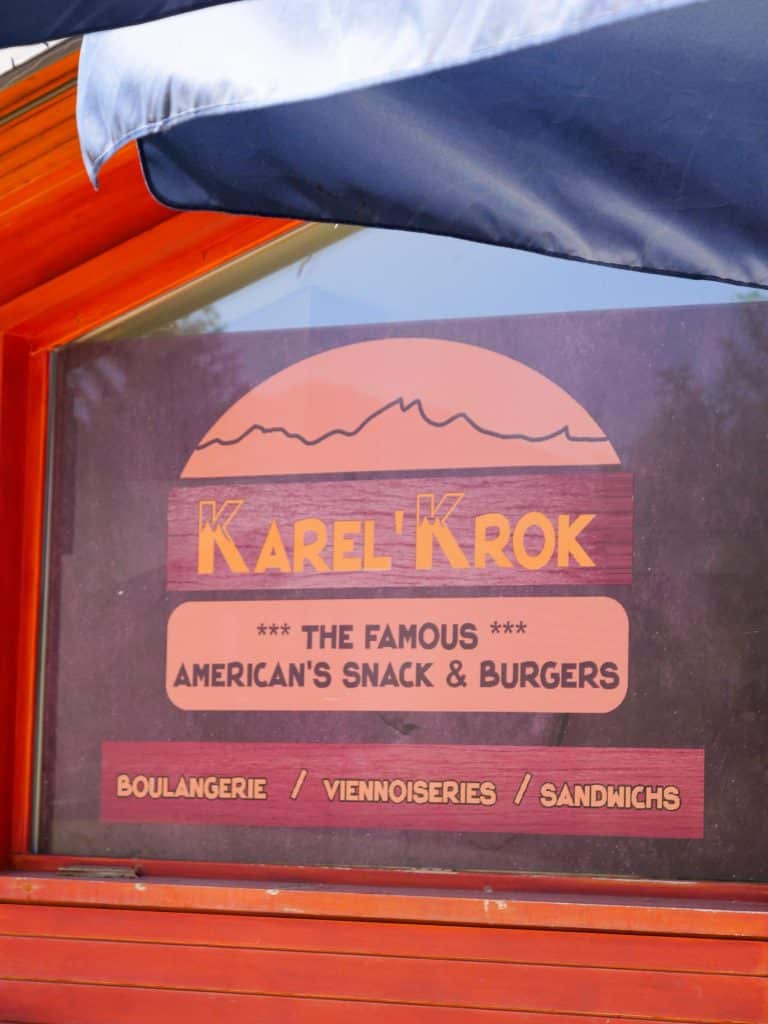 KAREL'KROK
*** THE FAMOUS ***
AMERICAN'S SNACK & BURGERS
BOULANGERIE / VIENNOISERIES / SANDWICHS